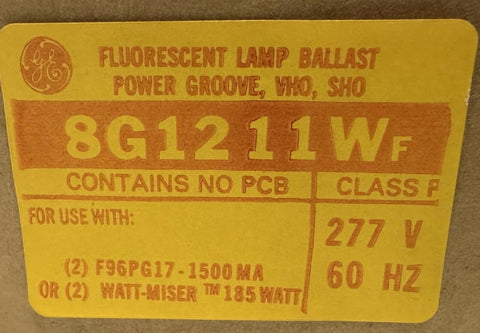 GE
FLUORESCENT LAMP BALLAST
POWER GROOVE, VHO, SHO
8G1211WF
CONTAINS NO PCB
CLASS P
FOR USE WITH:
(2) F96PG17-1500MA
OR (2) WATT-MISER™ 185 WATT
277 V
60 HZ